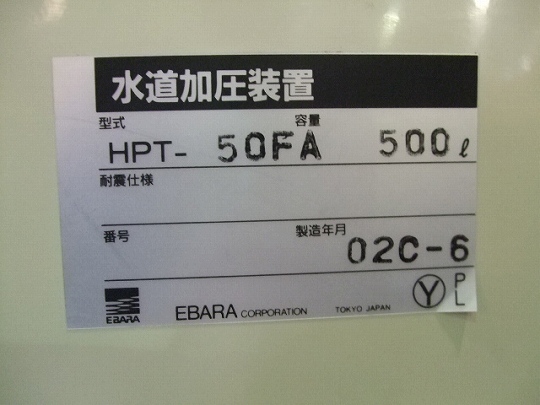 水道加圧装置
型式 容量
HPT- 50FA 500ℓ
耐震仕様
番号 製造年月
02C-6
EBARA EBARA CORPORATION TOKYO JAPAN Ⓨ PL